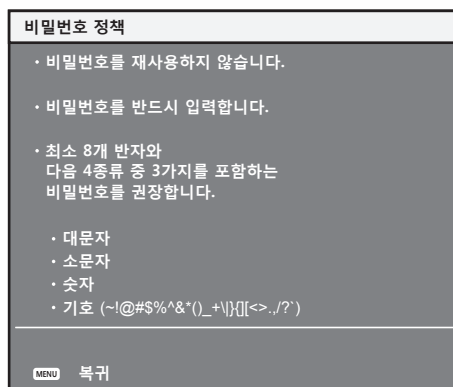 비밀번호 정책
・비밀번호를 재사용하지 않습니다.
・비밀번호를 반드시 입력합니다.
・최소 8개 반자와
다음 4종류 중 3가지를 포함하는
비밀번호를 권장합니다.
・대문자
・소문자
・숫자
・기호 (~!@#$%^&*()_+\|}{][<>.,/?`)
MENU 복귀